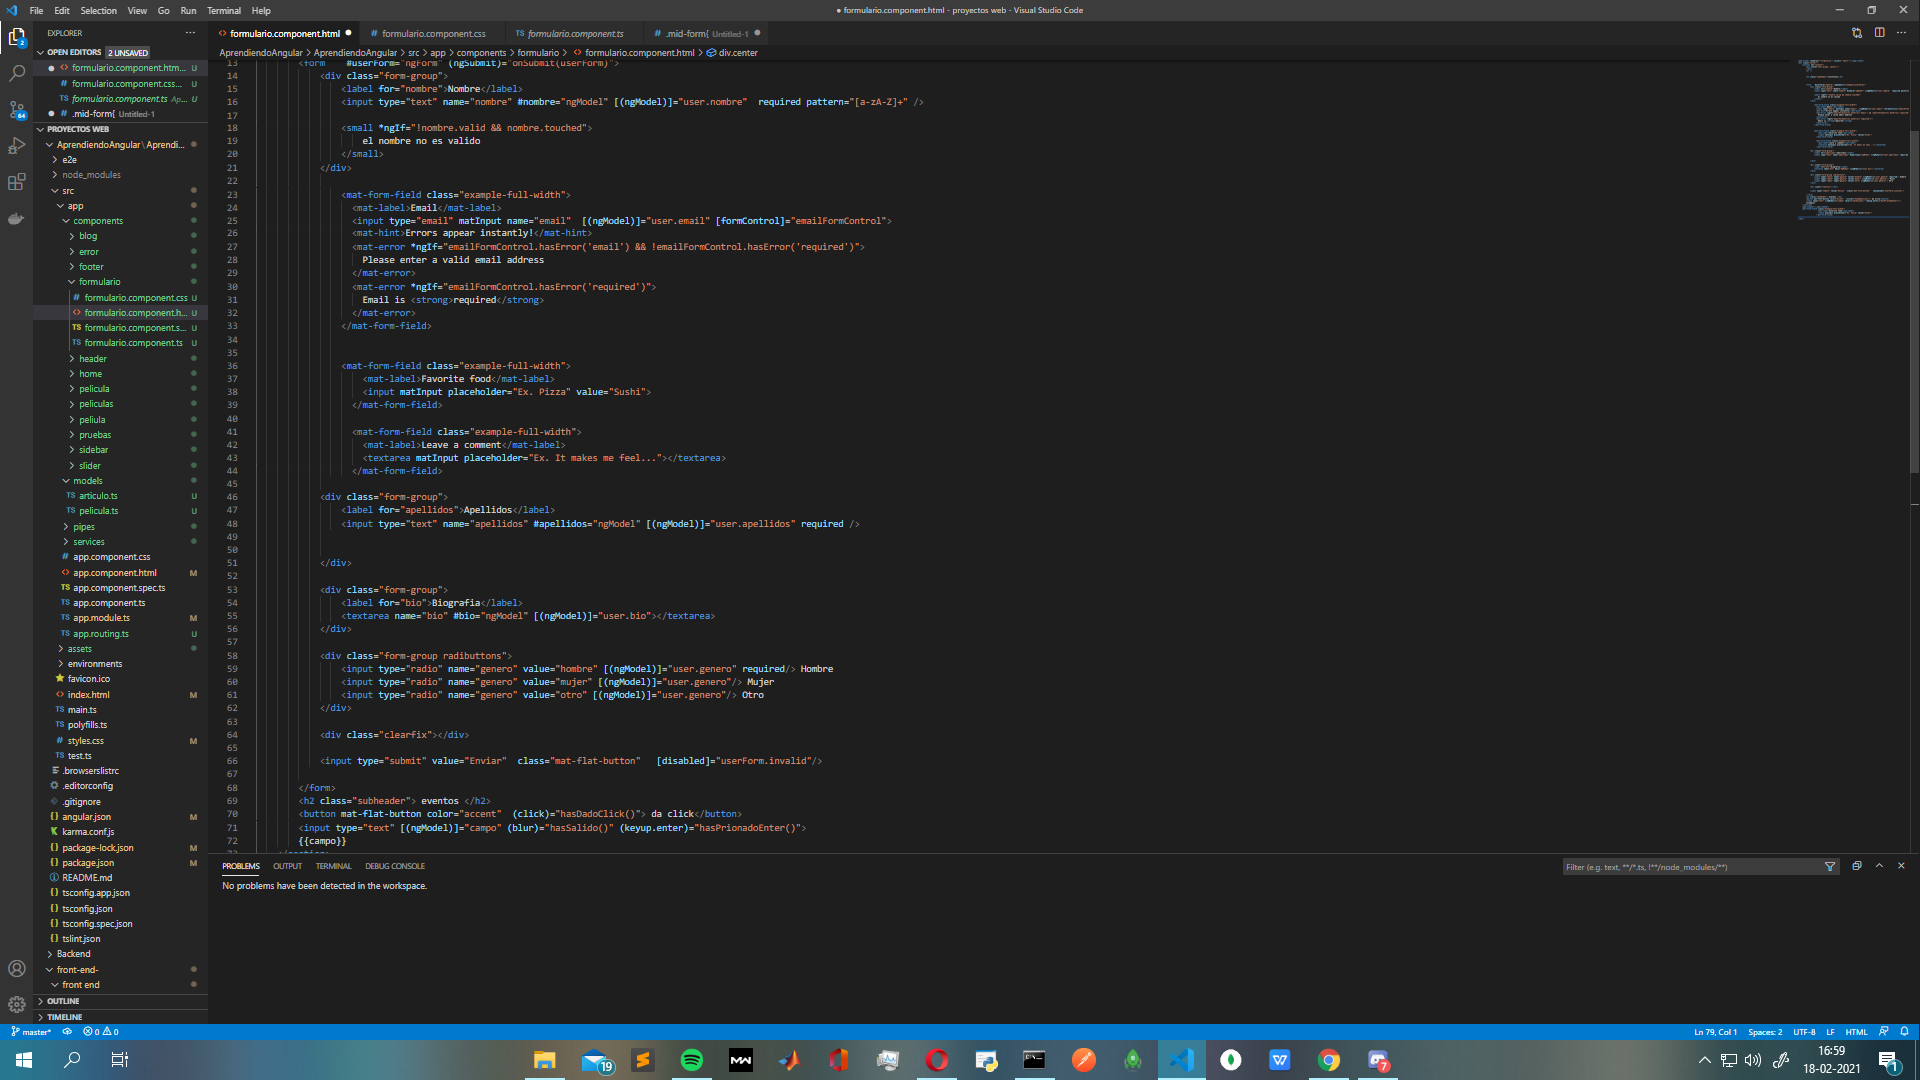 File Edit Selection View Go Run Terminal Help
● formulario.component.html - proyectos web - Visual Studio Code
EXPLORER
OPEN EDITORS 2 UNSAVED
formulario.component.htm... U
formulario.component.css... U
formulario.component.ts Ap... U
.mid-form{ Untitled-1
PROYECTOS WEB
AprendiendoAngular\Aprendi...
e2e
node_modules
src
app
components
blog
error
footer
formulario
formulario.component.css U
formulario.component.h... U
formulario.component.s... U
formulario.component.ts U
header
home
pelicula
peliculas
peliula
pruebas
sidebar
slider
models
articulo.ts U
pelicula.ts U
pipes
services
app.component.css
app.component.html M
app.component.spec.ts
app.component.ts
app.module.ts M
app.routing.ts U
assets
environments
favicon.ico
index.html M
main.ts
polyfills.ts
styles.css M
test.ts
.browserslistrc
.editorconfig
.gitignore
angular.json M
karma.conf.js
package-lock.json M
package.json M
README.md
tsconfig.app.json
tsconfig.json
tsconfig.spec.json
tslint.json
Backend
front-end-
front end
OUTLINE
TIMELINE
formulario.component.html ● formulario.component.css formulario.component.ts .mid-form{ Untitled-1 ●
AprendiendoAngular > AprendiendoAngular > src > app > components > formulario > formulario.component.html > div.center
13 <form #userForm="ngForm" (ngSubmit)="onSubmit(userForm)">
14 <div class="form-group">
15 <label for="nombre">Nombre</label>
16 <input type="text" name="nombre" #nombre="ngModel" [(ngModel)]="user.nombre" required pattern="[a-zA-Z]+" />
17
18 <small *ngIf="!nombre.valid && nombre.touched">
19 el nombre no es valido
20 </small>
21 </div>
22
23 <mat-form-field class="example-full-width">
24 <mat-label>Email</mat-label>
25 <input type="email" matInput name="email" [(ngModel)]="user.email" [formControl]="emailFormControl">
26 <mat-hint>Errors appear instantly!</mat-hint>
27 <mat-error *ngIf="emailFormControl.hasError('email') && !emailFormControl.hasError('required')">
28 Please enter a valid email address
29 </mat-error>
30 <mat-error *ngIf="emailFormControl.hasError('required')">
31 Email is <strong>required</strong>
32 </mat-error>
33 </mat-form-field>
34
35
36 <mat-form-field class="example-full-width">
37 <mat-label>Favorite food</mat-label>
38 <input matInput placeholder="Ex. Pizza" value="Sushi">
39 </mat-form-field>
40
41 <mat-form-field class="example-full-width">
42 <mat-label>Leave a comment</mat-label>
43 <textarea matInput placeholder="Ex. It makes me feel..."></textarea>
44 </mat-form-field>
45
46 <div class="form-group">
47 <label for="apellidos">Apellidos</label>
48 <input type="text" name="apellidos" #apellidos="ngModel" [(ngModel)]="user.apellidos" required />
49
50
51 </div>
52
53 <div class="form-group">
54 <label for="bio">Biografia</label>
55 <textarea name="bio" #bio="ngModel" [(ngModel)]="user.bio"></textarea>
56 </div>
57
58 <div class="form-group radibuttons">
59 <input type="radio" name="genero" value="hombre" [(ngModel)]="user.genero" required/> Hombre
60 <input type="radio" name="genero" value="mujer" [(ngModel)]="user.genero"/> Mujer
61 <input type="radio" name="genero" value="otro" [(ngModel)]="user.genero"/> Otro
62 </div>
63
64 <div class="clearfix"></div>
65
66 <input type="submit" value="Enviar" class="mat-flat-button" [disabled]="userForm.invalid"/>
67
68 </form>
69 <h2 class="subheader"> eventos </h2>
70 <button mat-flat-button color="accent" (click)="hasDadoClick()"> da click</button>
71 <input type="text" [(ngModel)]="campo" (blur)="hasSalido()" (keyup.enter)="hasPrionadoEnter()">
72 {{campo}}
PROBLEMS OUTPUT TERMINAL DEBUG CONSOLE
Filter (e.g. text, **/*.ts, !**/node_modules/**)
No problems have been detected in the workspace.
master* 0 0
Ln 79, Col 1 Spaces: 2 UTF-8 LF HTML
19
7
16:59
18-02-2021
1